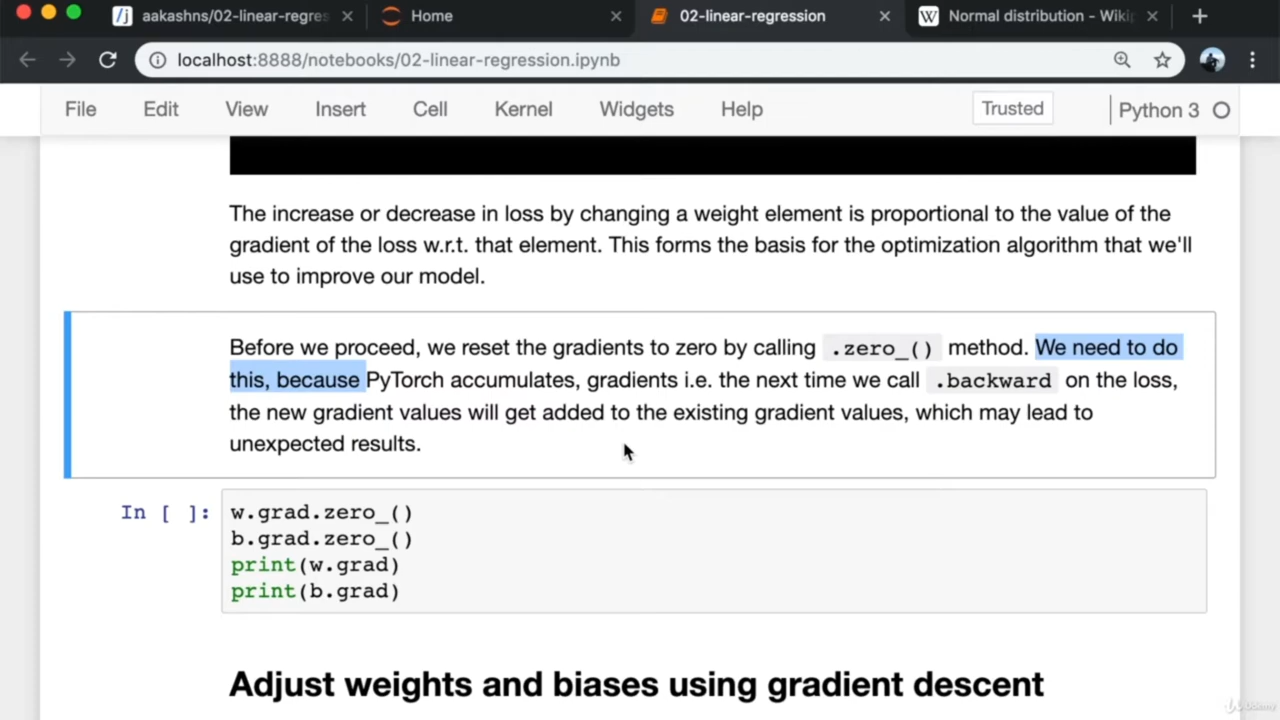 aakashns/02-linear-regres
Home
02-linear-regression
Normal distribution - Wiki
localhost:8888/notebooks/02-linear-regression.ipynb
File Edit View Insert Cell Kernel Widgets Help Trusted Python 3
The increase or decrease in loss by changing a weight element is proportional to the value of the
gradient of the loss w.r.t. that element. This forms the basis for the optimization algorithm that we'll
use to improve our model.
Before we proceed, we reset the gradients to zero by calling .zero_() method. We need to do
this, because PyTorch accumulates, gradients i.e. the next time we call .backward on the loss,
the new gradient values will get added to the existing gradient values, which may lead to
unexpected results.
In [ ]: w.grad.zero_()
b.grad.zero_()
print(w.grad)
print(b.grad)
Adjust weights and biases using gradient descent
Udemy